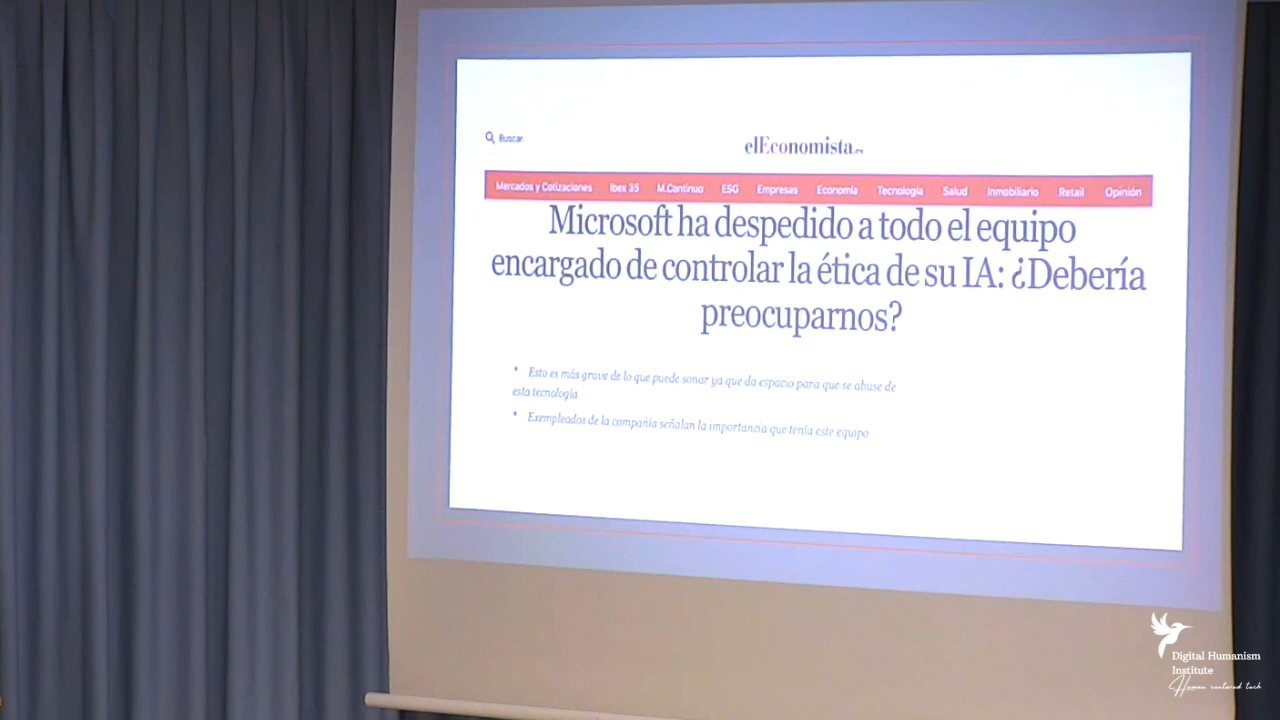 Buscar
elEconomista.es
Mercados y Cotizaciones Ibex 35 M.Continuo ESG Empresas Economía Tecnología Salud Inmobiliario Retail Opinión
Microsoft ha despedido a todo el equipo
encargado de controlar la ética de su IA: ¿Debería
preocuparnos?
• Esto es más grave de lo que puede sonar ya que da espacio para que se abuse de
esta tecnología
• Exempleados de la compañía señalan la importancia que tenía este equipo
Digital Humanism
Institute
Human centered tech